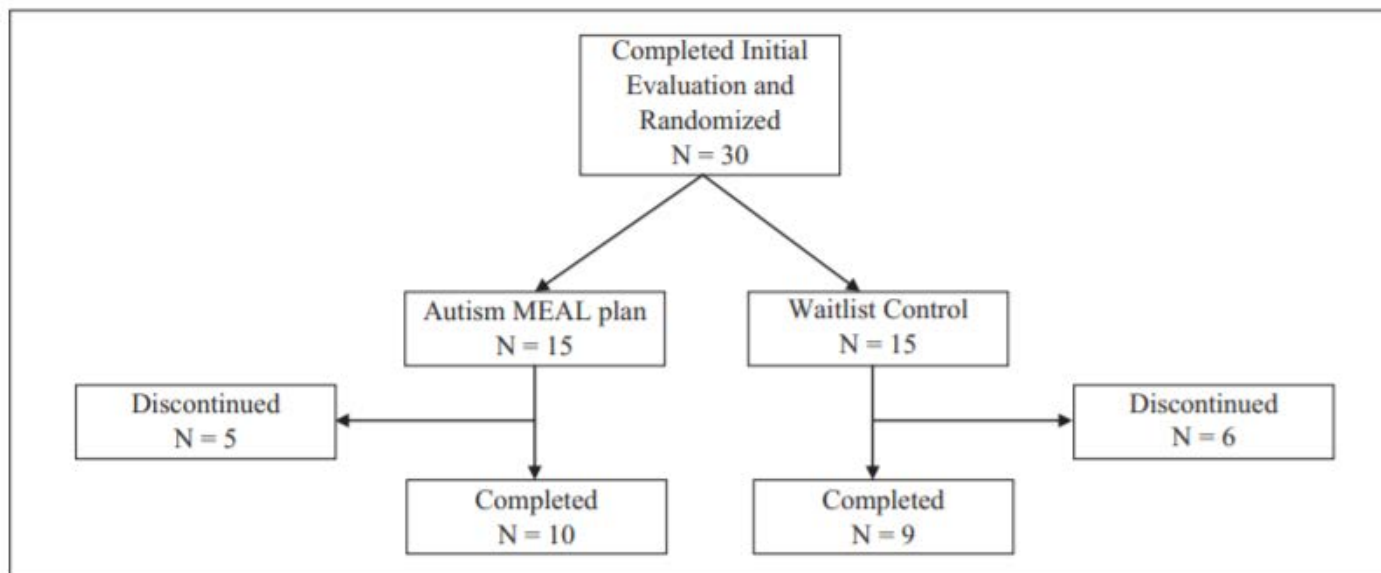 Completed Initial
Evaluation and
Randomized
N = 30
Autism MEAL plan
N = 15
Waitlist Control
N = 15
Discontinued
N = 5
Discontinued
N = 6
Completed
N = 10
Completed
N = 9